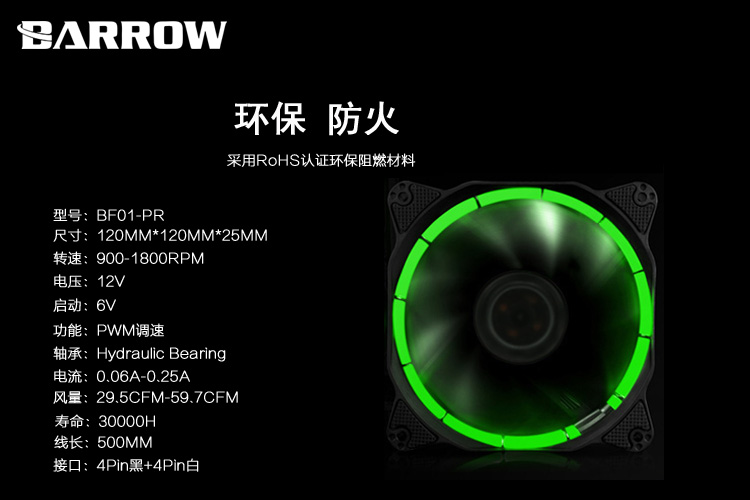 BARROW
环保 防火
采用RoHS认证环保阻燃材料
型号：BF01-PR
尺寸：120MM*120MM*25MM
转速：900-1800RPM
电压：12V
启动：6V
功能：PWM调速
轴承：Hydraulic Bearing
电流：0.06A-0.25A
风量：29.5CFM-59.7CFM
寿命：30000H
线长：500MM
接口：4Pin黑+4Pin白